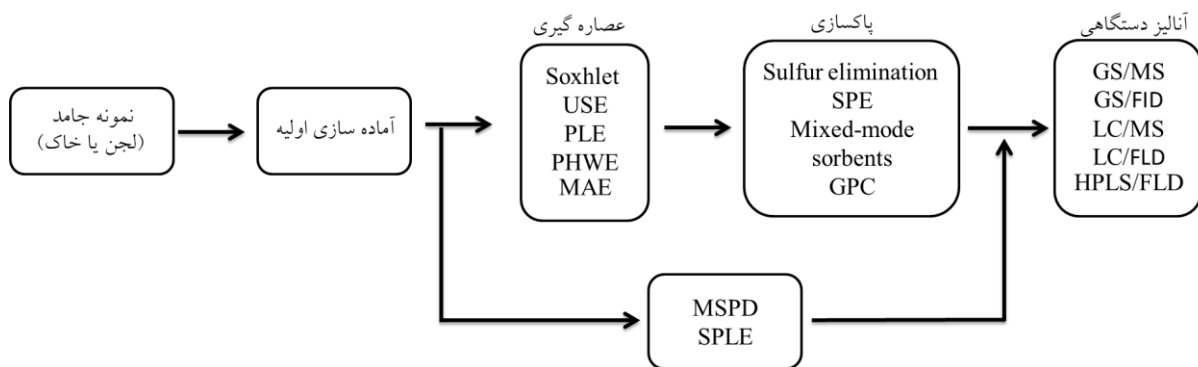 نمونه جامد
(لجن یا خاک)
آماده سازی اولیه
عصاره گیری
Soxhlet
USE
PLE
PHWE
MAE
پاکسازی
Sulfur elimination
SPE
Mixed-mode
sorbents
GPC
MSPD
SPLE
آنالیز دستگاهی
GS/MS
GS/FID
LC/MS
LC/FLD
HPLS/FLD